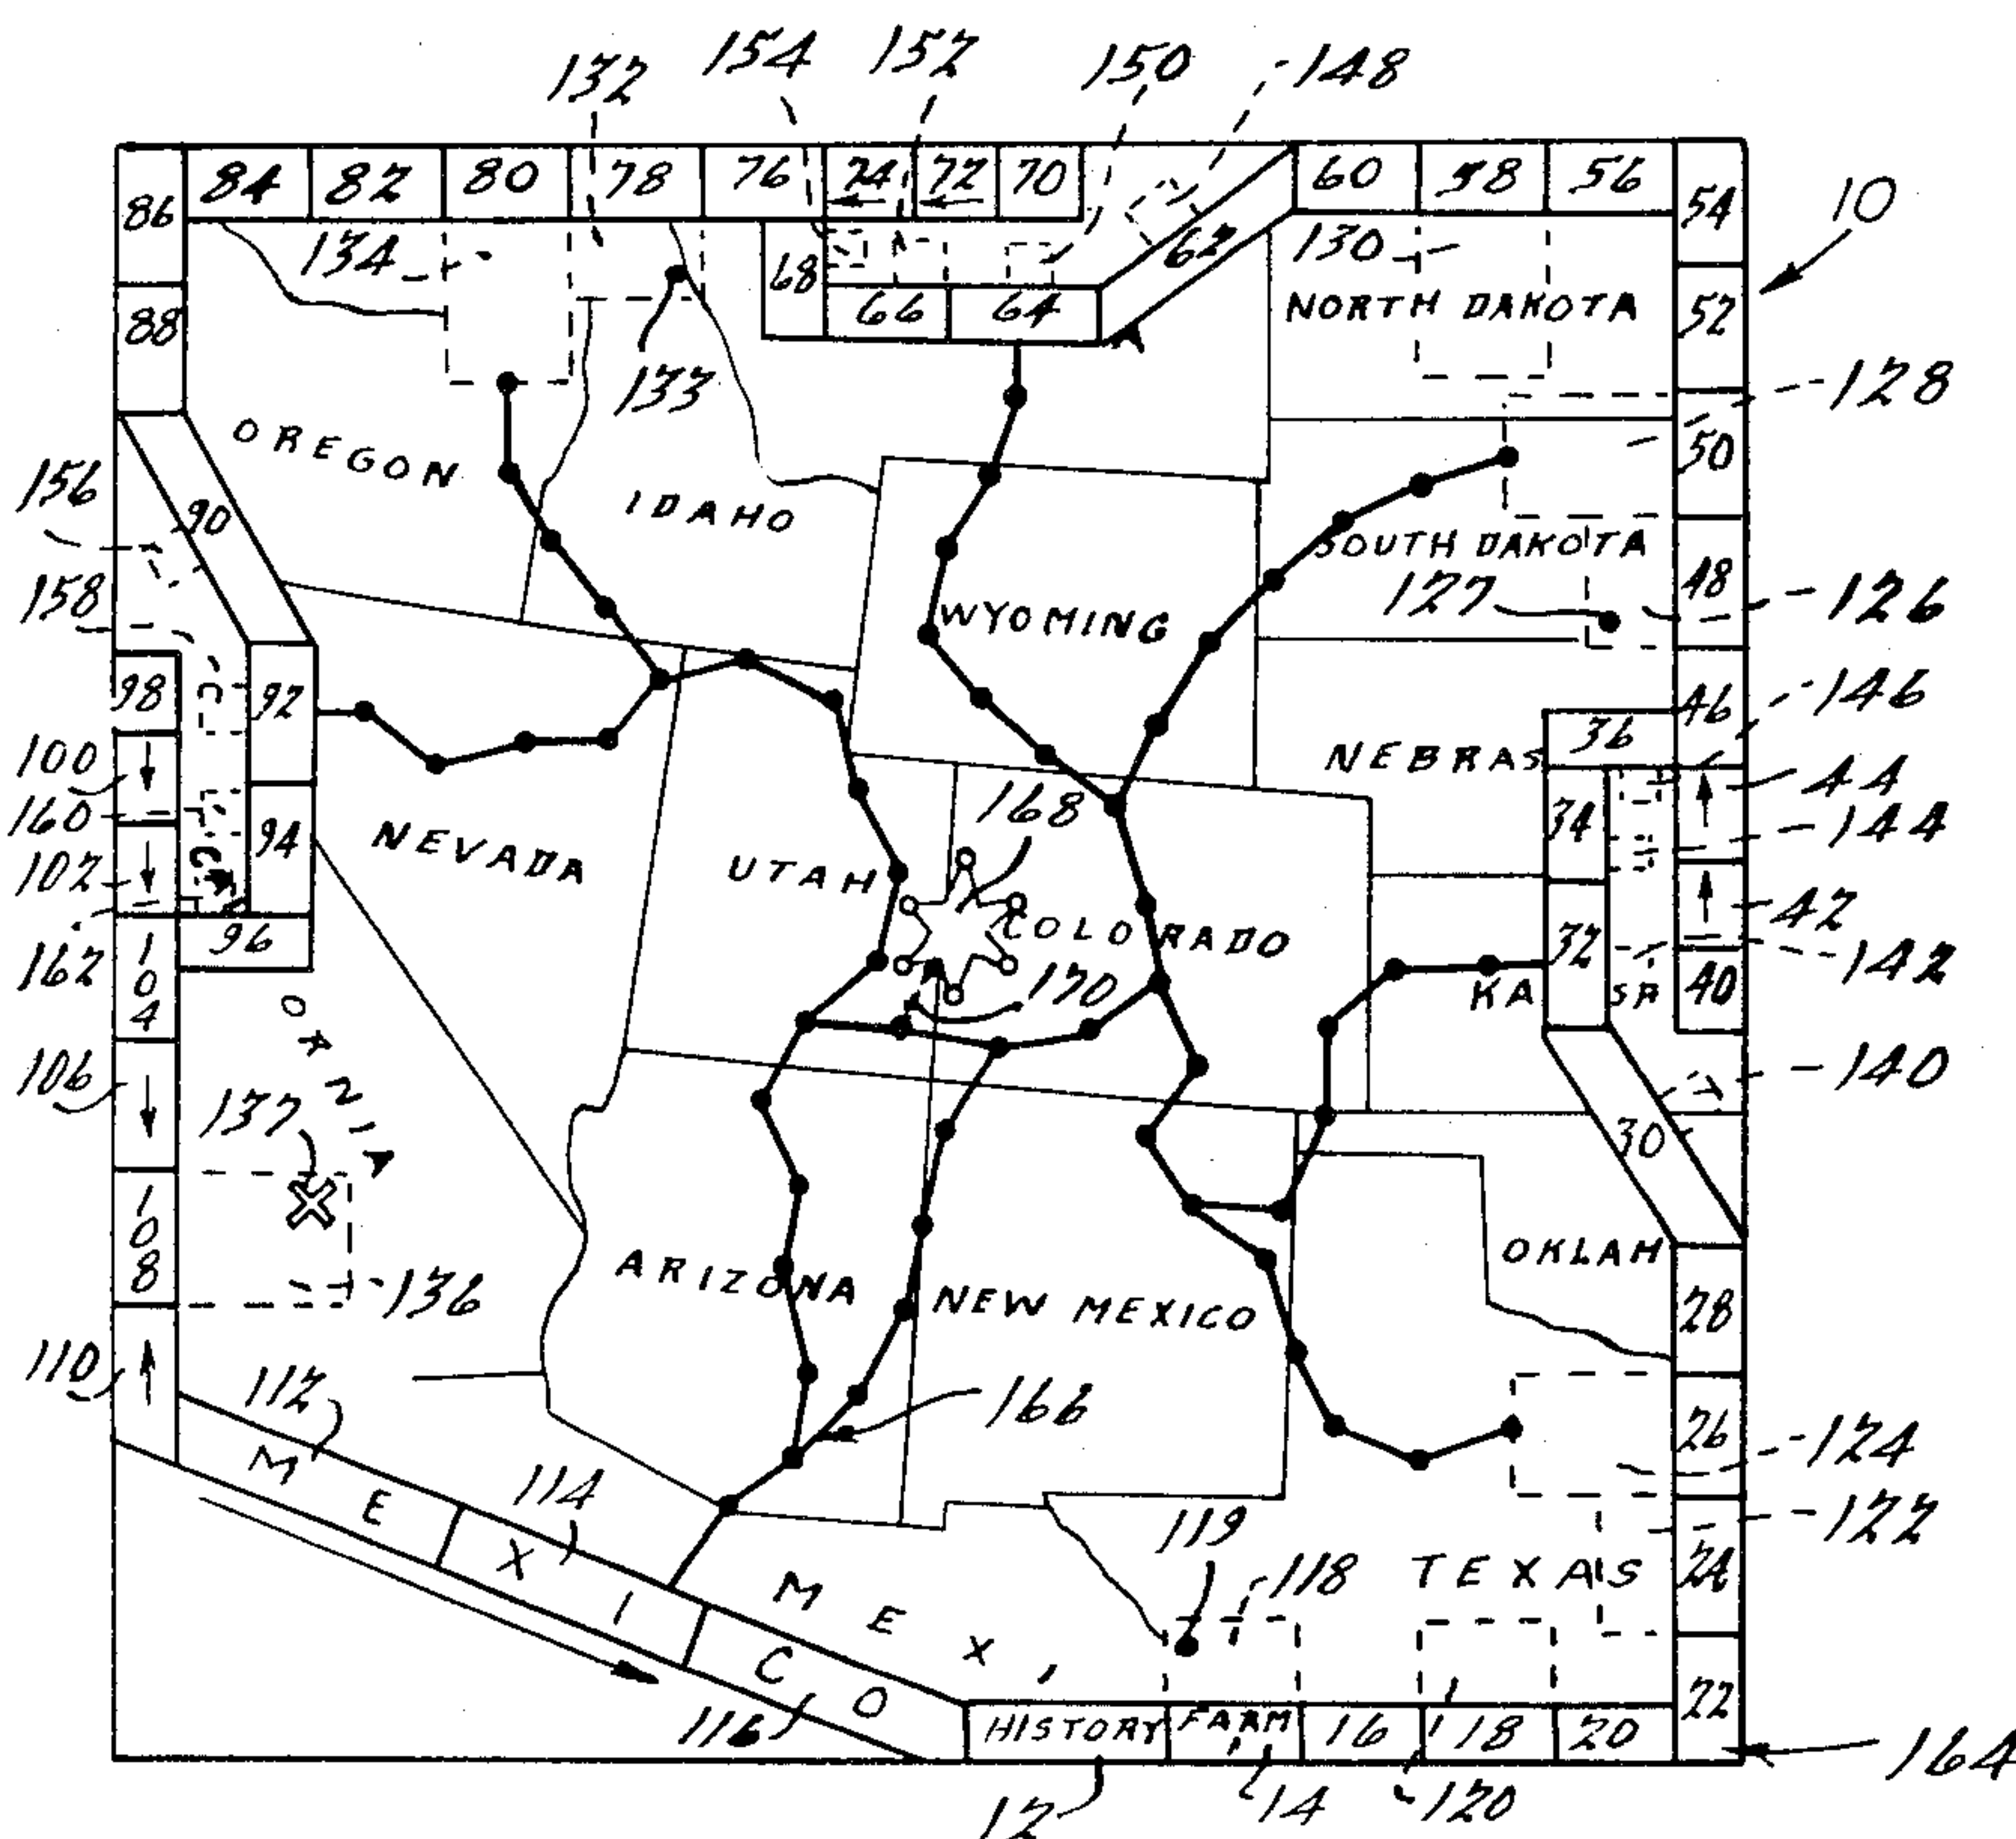 154 152 150 148
132
84 82 80 78 76 74 72 70 60 58 56
86 54 10
134 68 62 130
88 66 64 NORTH DAKOTA 52
133 128
OREGON 50
156 90 IDAHO
SOUTH DAKOTA
158 WYOMING 127 48 126
98 92 46 146
36
NEBRAS
100 168 44
160 94 NEVADA UTAH 34 144
102
COLORADO 42
162 96 32 142
104 170 KA 40
106 140
137 30
108
ARIZONA OKLAH
136 NEW MEXICO 28
110
112 166 26 124
114 119 122
MEXICO MEX 118 TEXAS 24
22
116 HISTORY FARM 16 18 20
164
12 14 120